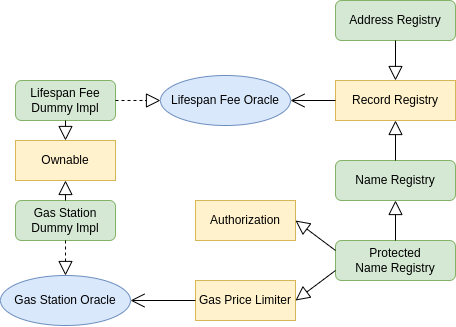 Address Registry
Lifespan Fee
Dummy Impl
Lifespan Fee Oracle
Record Registry
Ownable
Name Registry
Gas Station
Dummy Impl
Authorization
Protected
Name Registry
Gas Station Oracle
Gas Price Limiter